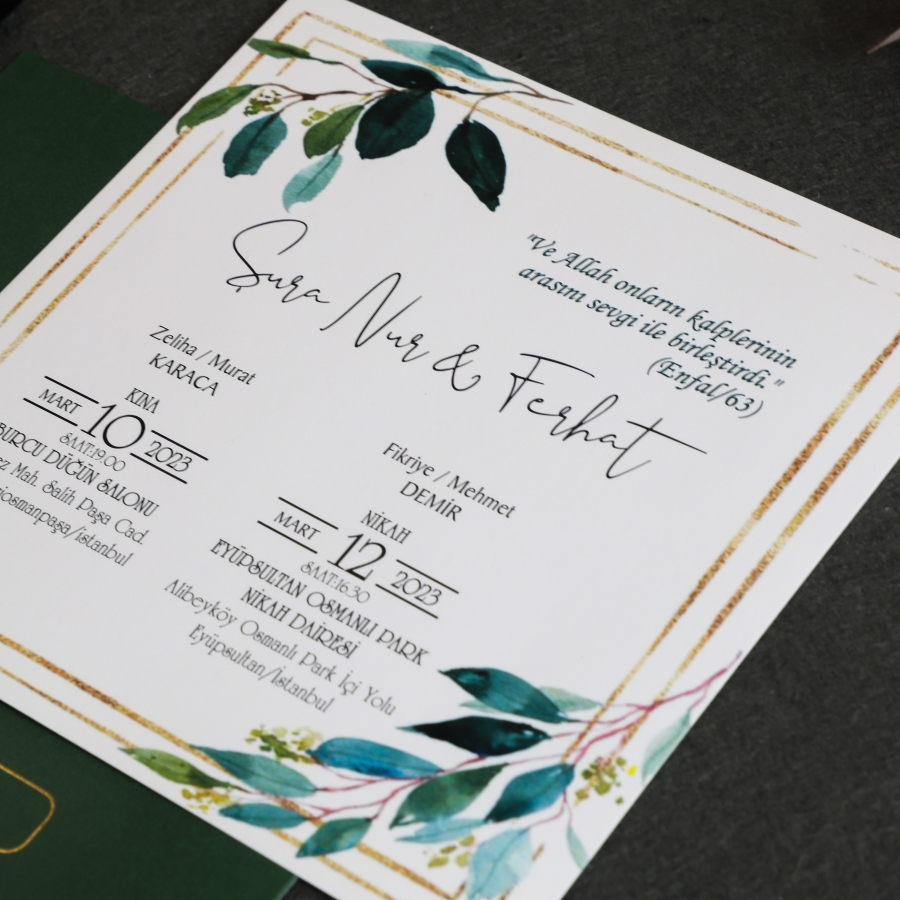 "Ve Allah onların kalplerinin
arasını sevgi ile birleştirdi."
(Enfal/63)
Şura Nur & Ferhat
Zeliha / Murat
KARACA
KINA
MART 10 2023
SAAT:19.00
BURCU DÜĞÜN SALONU
Mah. Salih Paşa Cad.
Fikriye / Mehmet
DEMİR
NİKAH
MART 12 2023
SAAT:16.30
EYÜPSULTAN OSMANLI PARK
NİKAH DAİRESİ
Alibeyköy Osmanlı Park İçi Yolu
Eyüpsultan/İstanbul